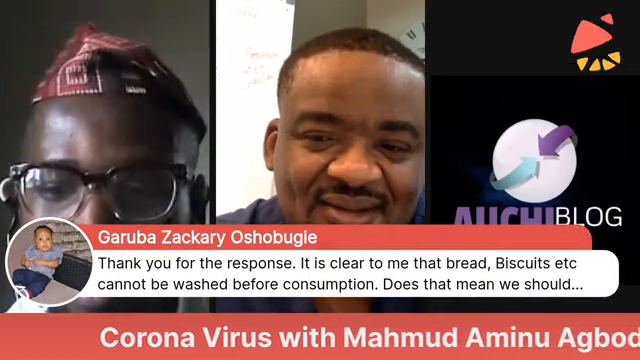 AUCHIBLOG
Garuba Zackary Oshobugie
Thank you for the response. It is clear to me that bread, Biscuits etc
cannot be washed before consumption. Does that mean we should...
Corona Virus with Mahmud Aminu Agbod